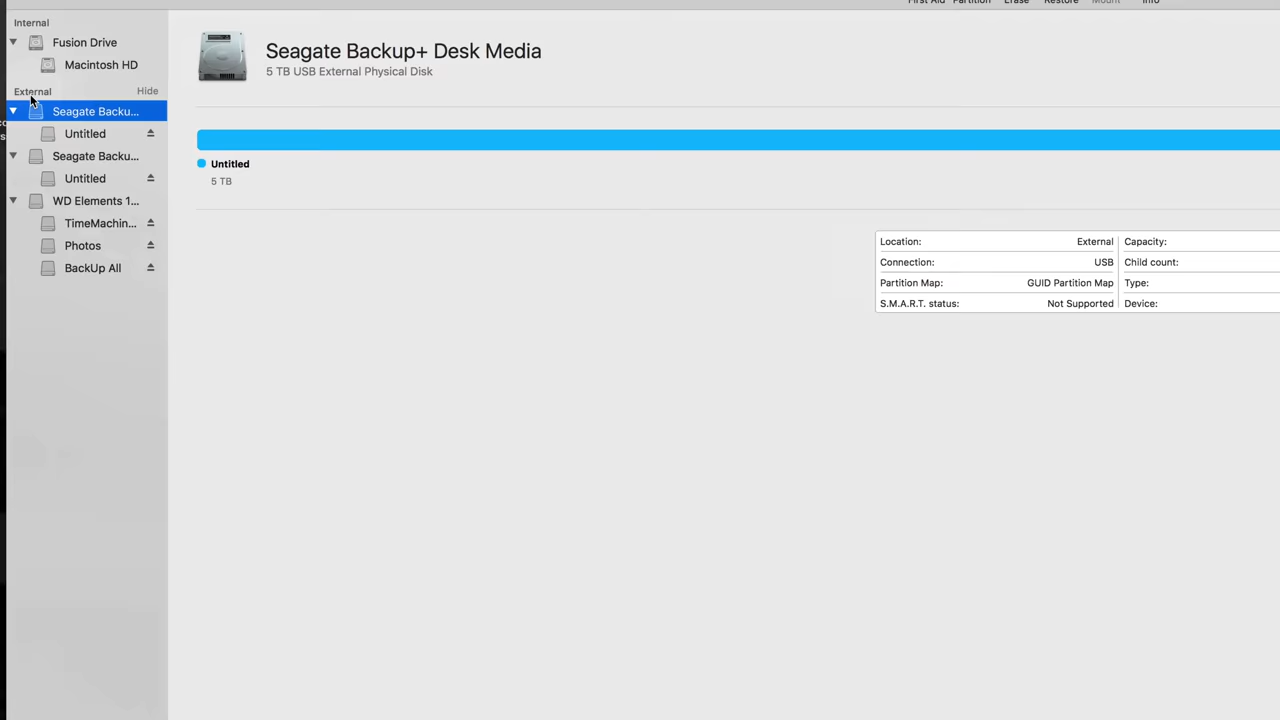 First Aid Partition Erase Restore Mount Info
Internal
Fusion Drive
Macintosh HD
External Hide
Seagate Backu...
Untitled
Seagate Backu...
Untitled
WD Elements 1...
TimeMachin...
Photos
BackUp All
Seagate Backup+ Desk Media
5 TB USB External Physical Disk
Untitled
5 TB
Location: External Capacity:
Connection: USB Child count:
Partition Map: GUID Partition Map Type:
S.M.A.R.T. status: Not Supported Device: